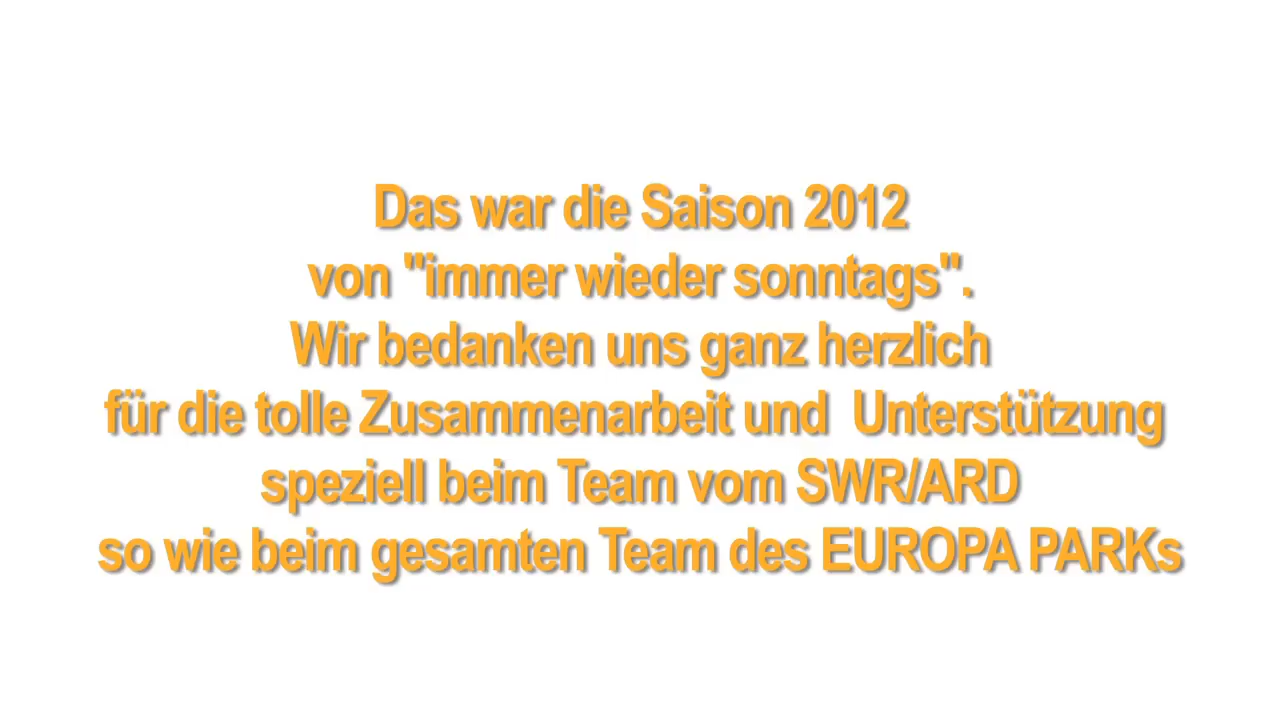 Das war die Saison 2012
von "immer wieder sonntags".
Wir bedanken uns ganz herzlich
für die tolle Zusammenarbeit und  Unterstützung
speziell beim Team vom SWR/ARD
so wie beim gesamten Team des EUROPA PARKs